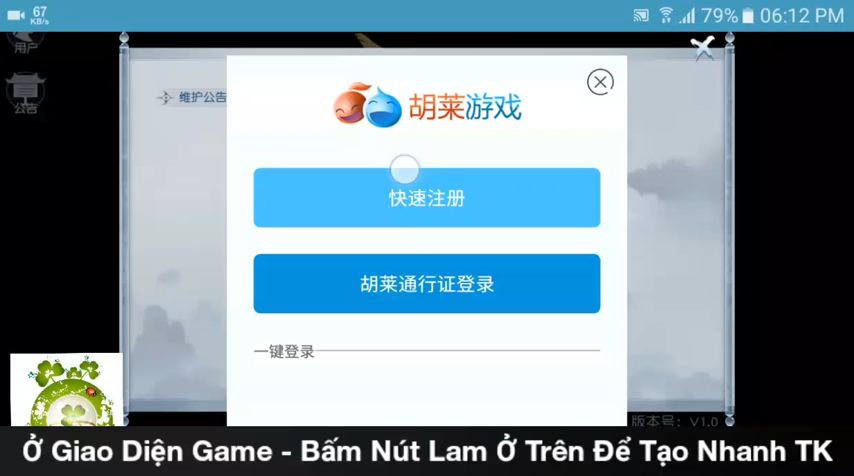 67
KB/s
79%
06:12 PM
用户
公告
维护公告
胡莱游戏
快速注册
胡莱通行证登录
一键登录
版本号: V1.0
Ở Giao Diện Game - Bấm Nút Lam Ở Trên Để Tạo Nhanh TK